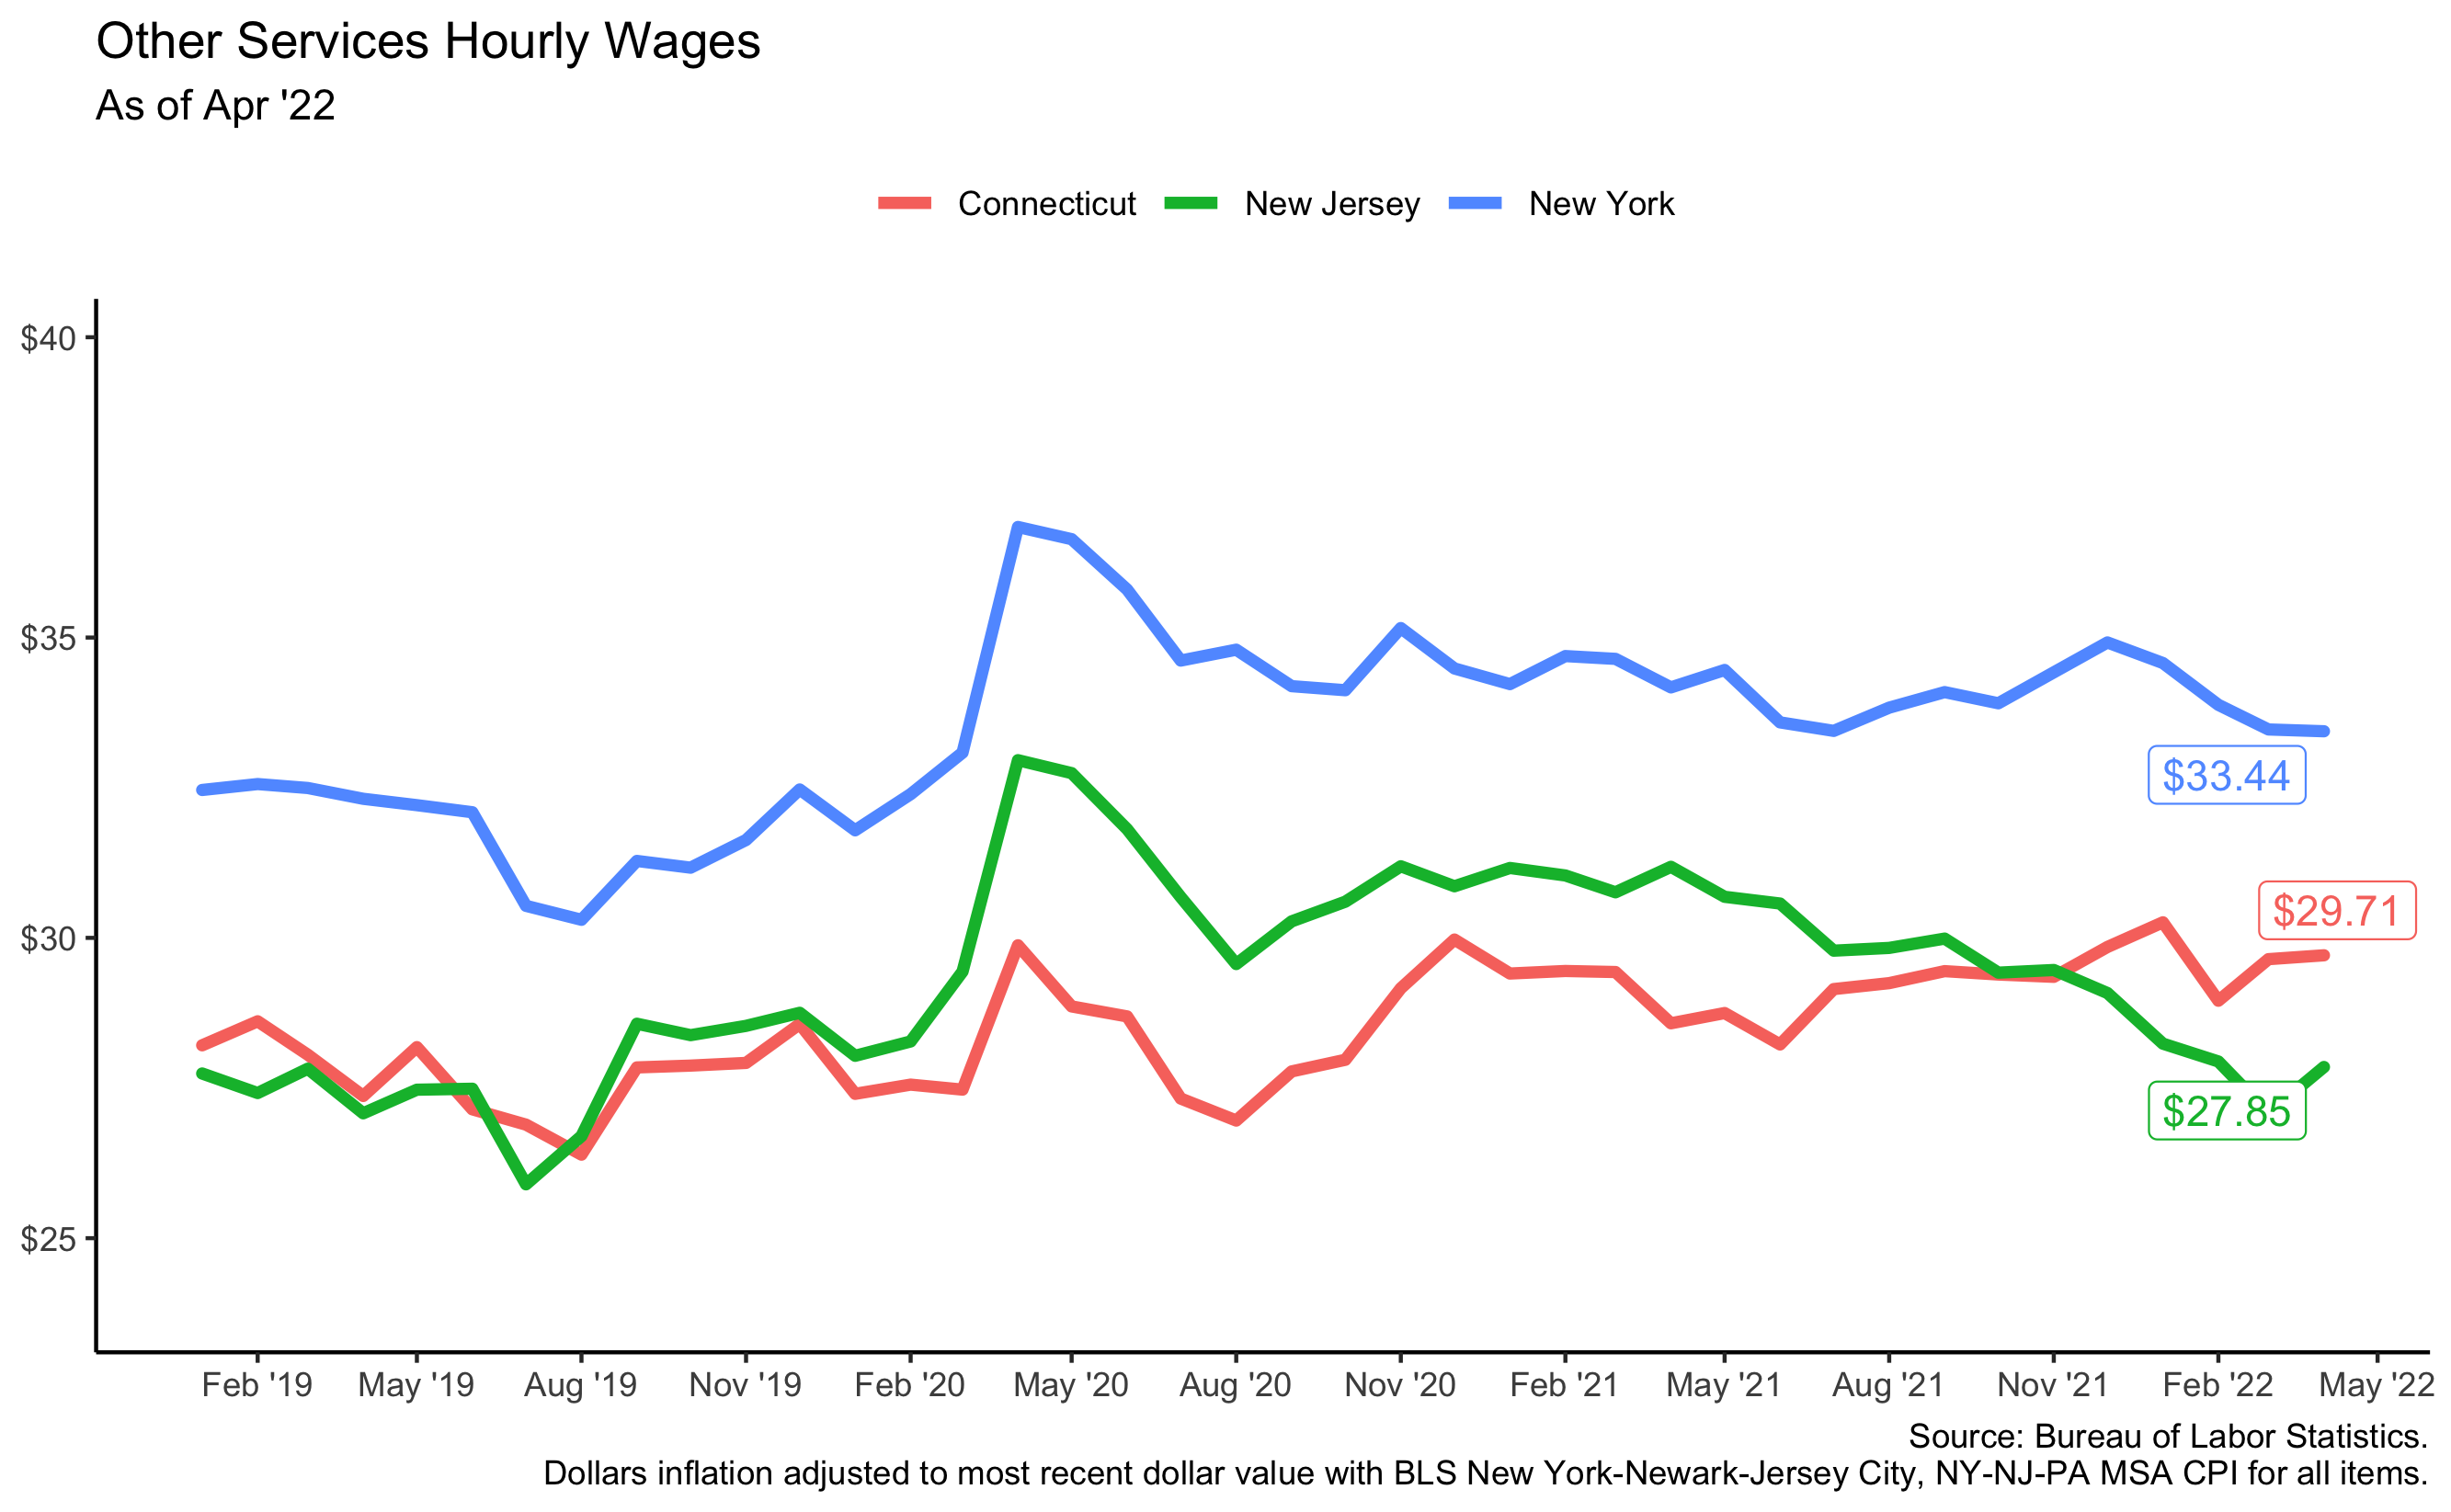 Other Services Hourly Wages
As of Apr '22
Connecticut New Jersey New York
$40
$35
$30
$25
$33.44
$29.71
$27.85
Feb '19 May '19 Aug '19 Nov '19 Feb '20 May '20 Aug '20 Nov '20 Feb '21 May '21 Aug '21 Nov '21 Feb '22 May '22
Source: Bureau of Labor Statistics.
Dollars inflation adjusted to most recent dollar value with BLS New York-Newark-Jersey City, NY-NJ-PA MSA CPI for all items.